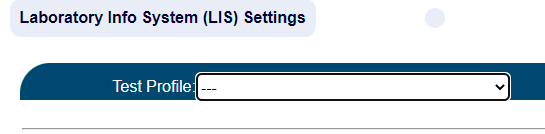 Laboratory Info System (LIS) Settings
Test Profile: ---